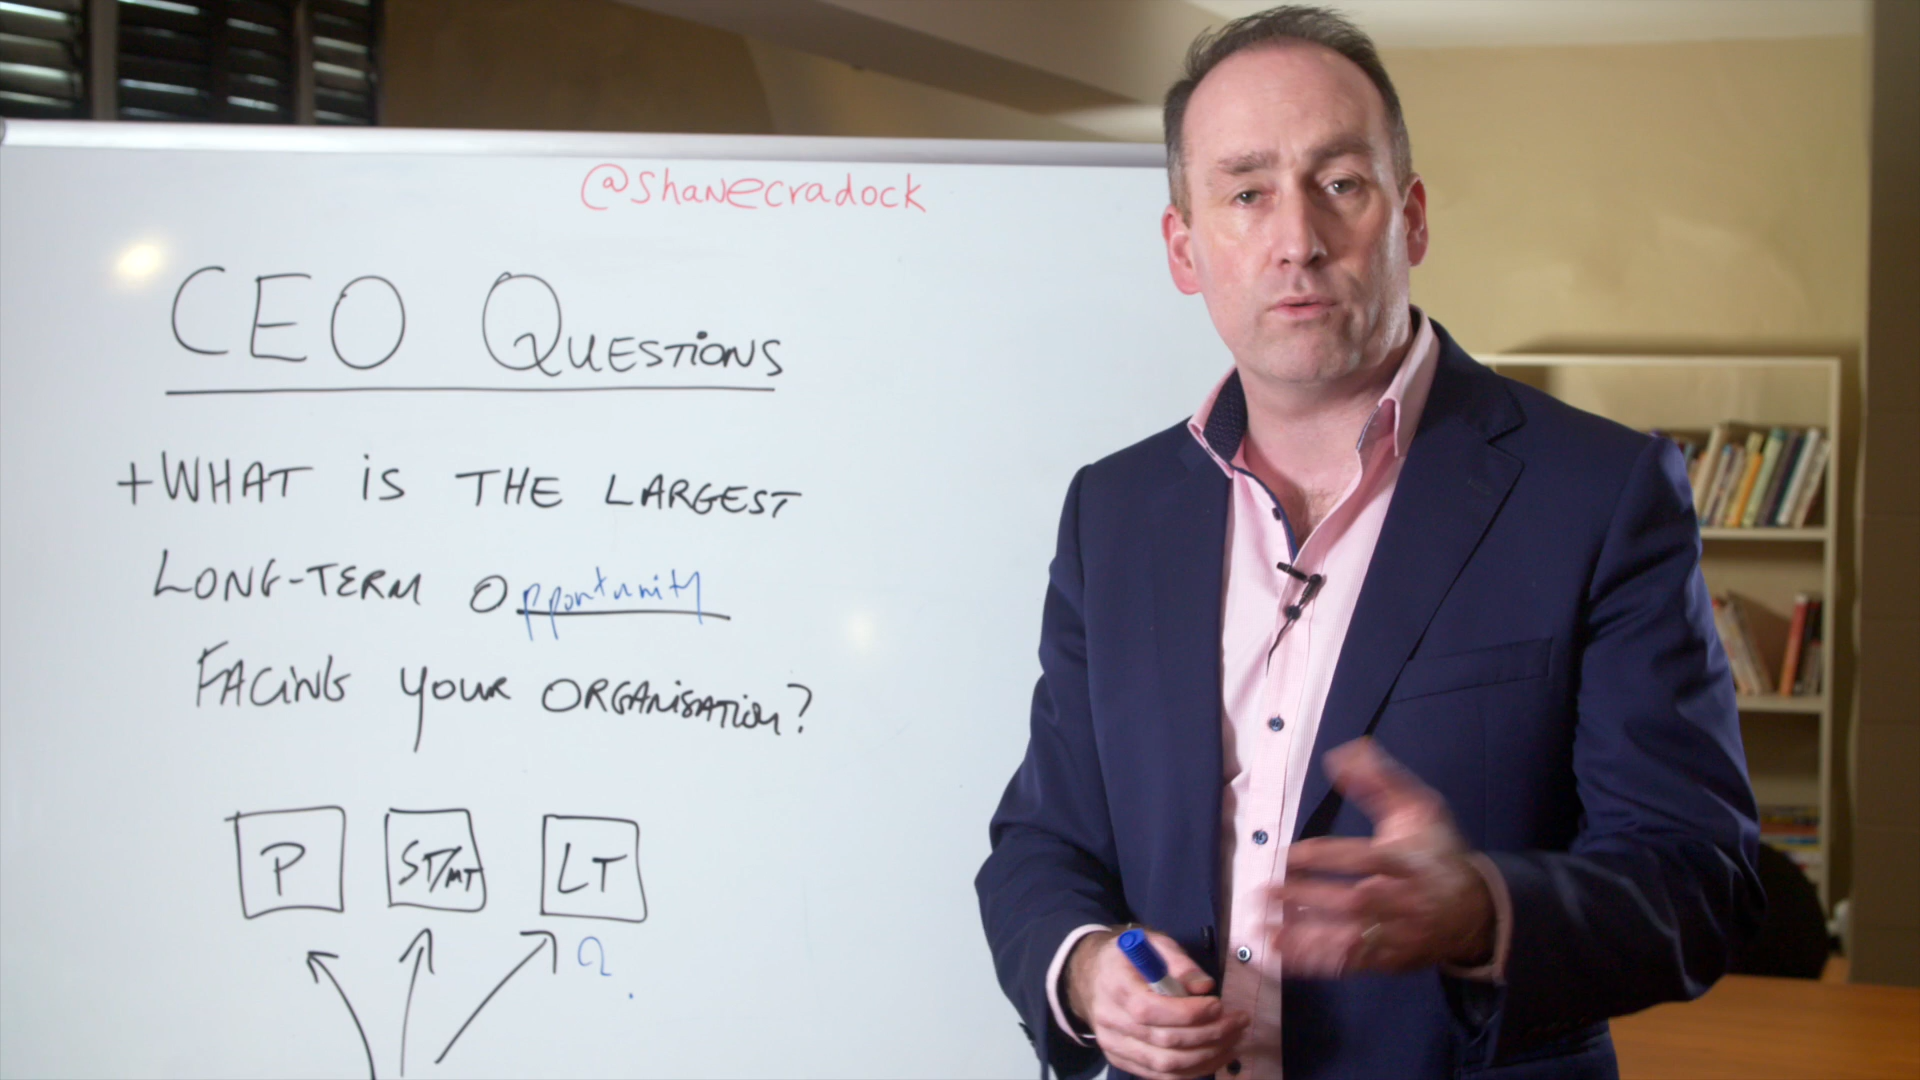 @shanecradock
CEO QUESTIONS
+WHAT IS THE LARGEST
LONG-TERM Opportunity
FACING YOUR ORGANISATION?
P ST/MT LT
?